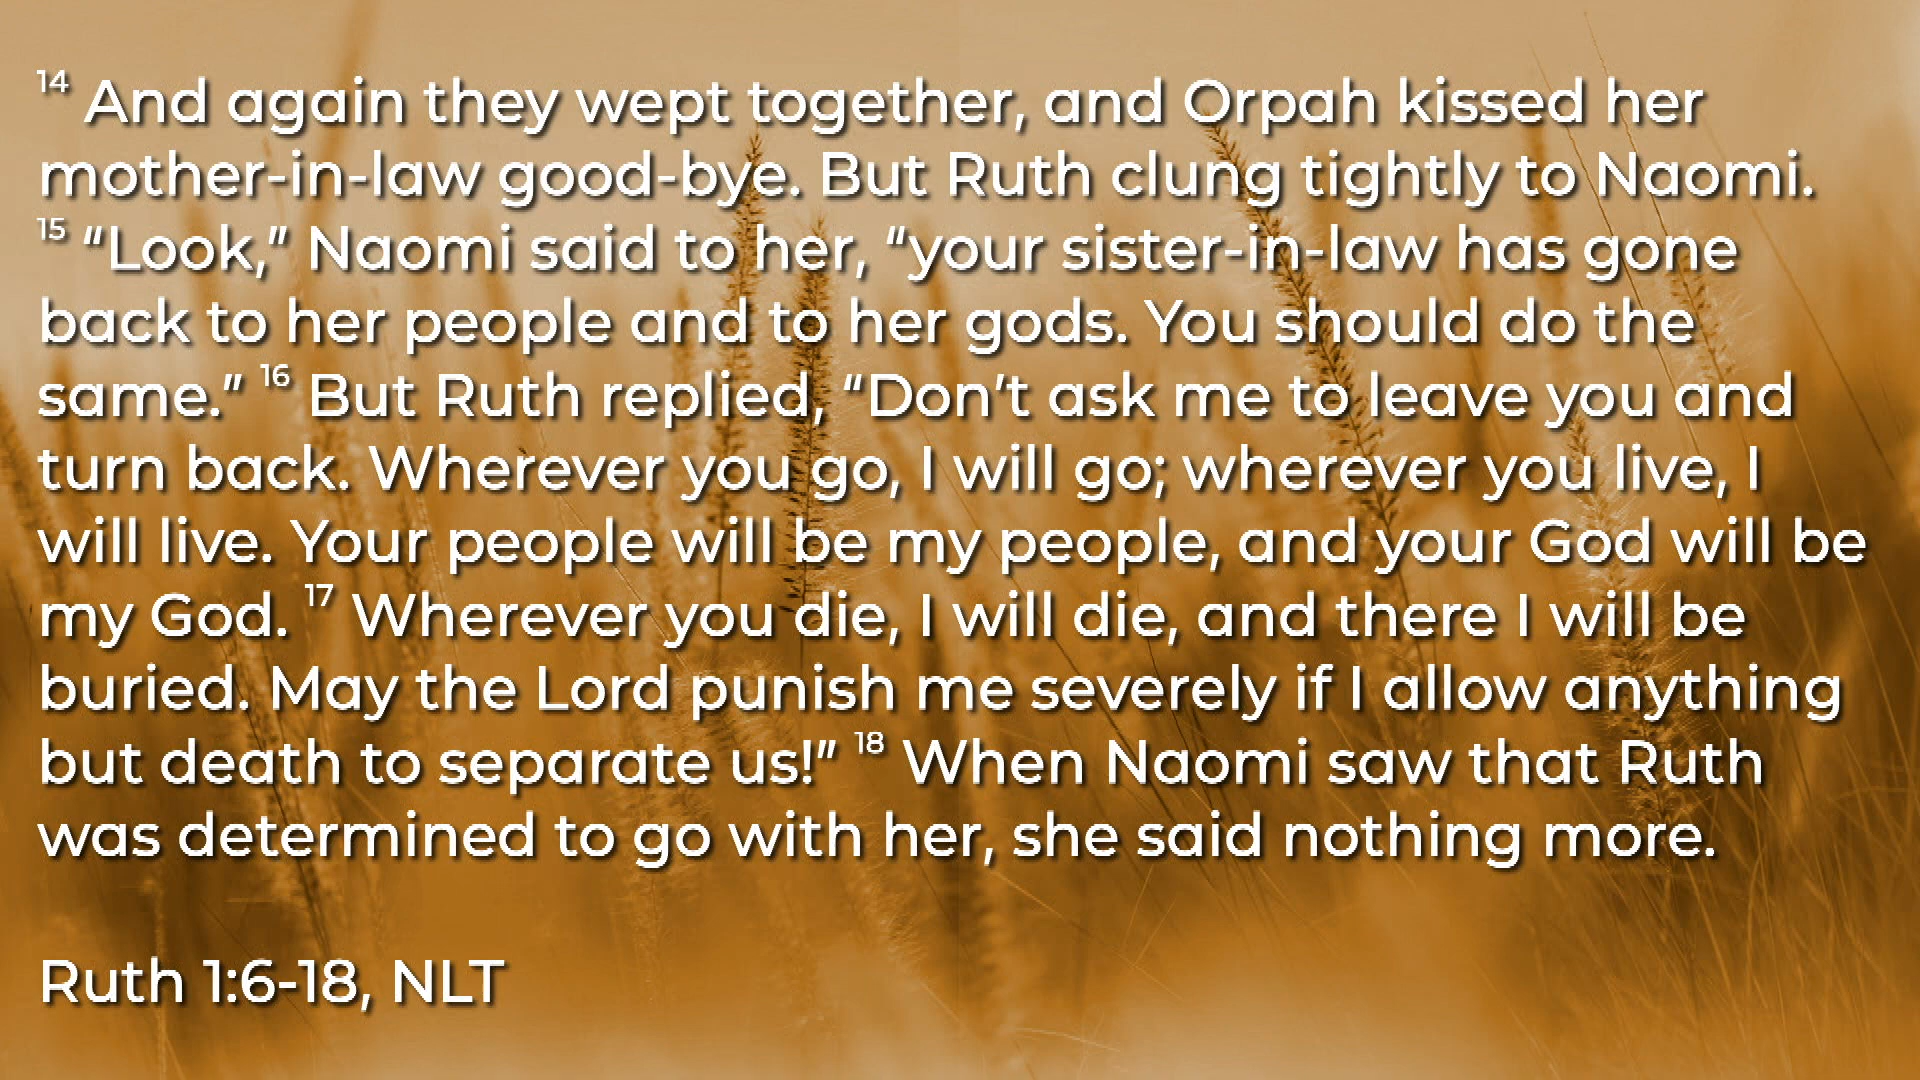 14 And again they wept together, and Orpah kissed her
mother-in-law good-bye. But Ruth clung tightly to Naomi.
15 “Look,” Naomi said to her, “your sister-in-law has gone
back to her people and to her gods. You should do the
same.” 16 But Ruth replied, “Don’t ask me to leave you and
turn back. Wherever you go, I will go; wherever you live, I
will live. Your people will be my people, and your God will be
my God. 17 Wherever you die, I will die, and there I will be
buried. May the Lord punish me severely if I allow anything
but death to separate us!” 18 When Naomi saw that Ruth
was determined to go with her, she said nothing more.
Ruth 1:6-18, NLT